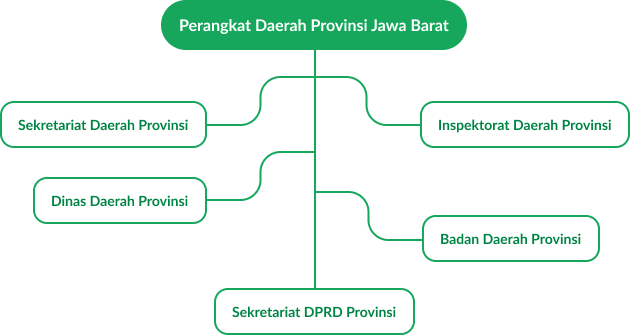 Perangkat Daerah Provinsi Jawa Barat
Sekretariat Daerah Provinsi
Inspektorat Daerah Provinsi
Dinas Daerah Provinsi
Badan Daerah Provinsi
Sekretariat DPRD Provinsi